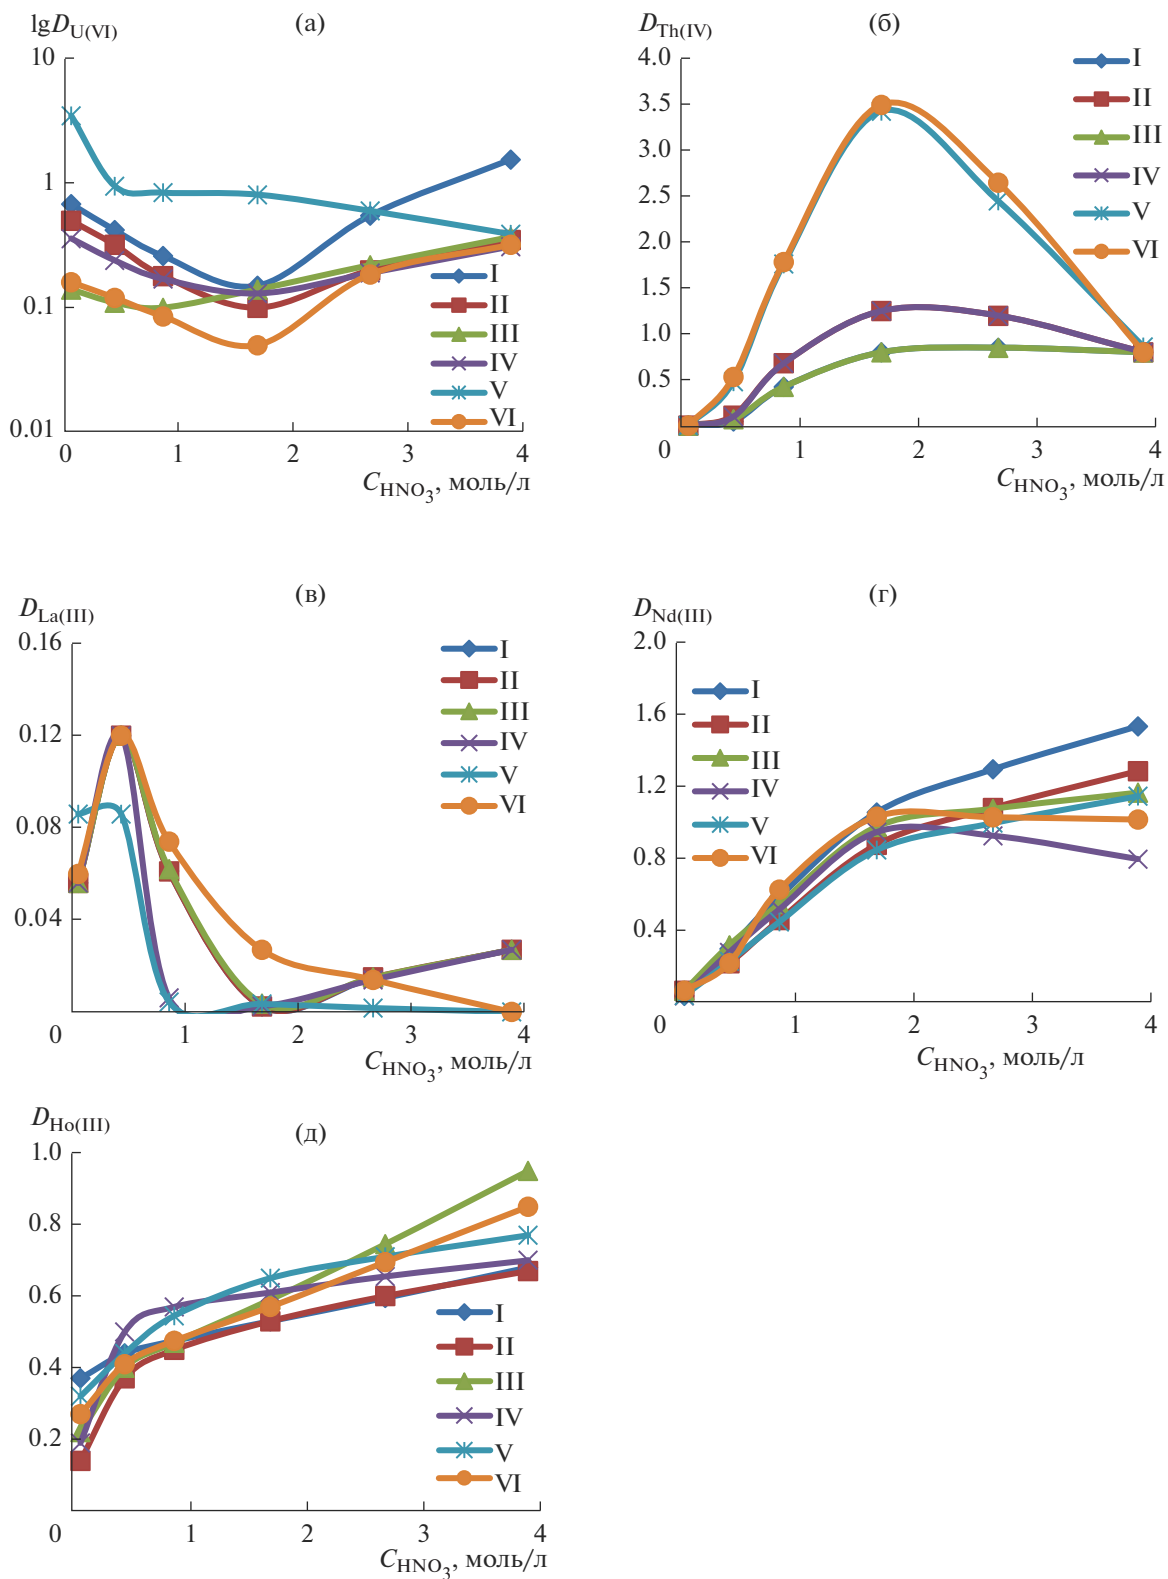 lgD_U(VI)
(а)
10
1
0.1
0.01
0
1
2
3
4
I
II
III
IV
V
VI
C_HNO3, моль/л
D_Th(IV)
(б)
4.0
3.5
3.0
2.5
2.0
1.5
1.0
0.5
0
1
2
3
4
I
II
III
IV
V
VI
C_HNO3, моль/л
D_La(III)
(в)
0.16
0.12
0.08
0.04
0
1
2
3
4
I
II
III
IV
V
VI
C_HNO3, моль/л
D_Nd(III)
(г)
2.0
1.6
1.2
0.8
0.4
0
1
2
3
4
I
II
III
IV
V
VI
C_HNO3, моль/л
D_Ho(III)
(д)
1.0
0.8
0.6
0.4
0.2
0
1
2
3
4
I
II
III
IV
V
VI
C_HNO3, моль/л